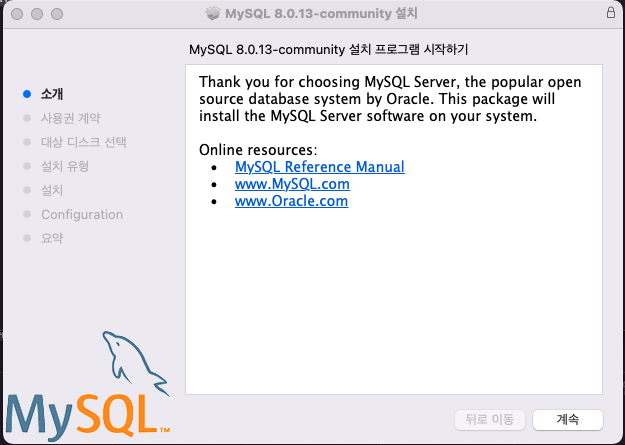 MySQL 8.0.13-community 설치
MySQL 8.0.13-community 설치 프로그램 시작하기
소개
사용권 계약
대상 디스크 선택
설치 유형
설치
Configuration
요약
Thank you for choosing MySQL Server, the popular open
source database system by Oracle. This package will
install the MySQL Server software on your system.
Online resources:
• MySQL Reference Manual
• www.MySQL.com
• www.Oracle.com
MySQL™
뒤로 이동
계속